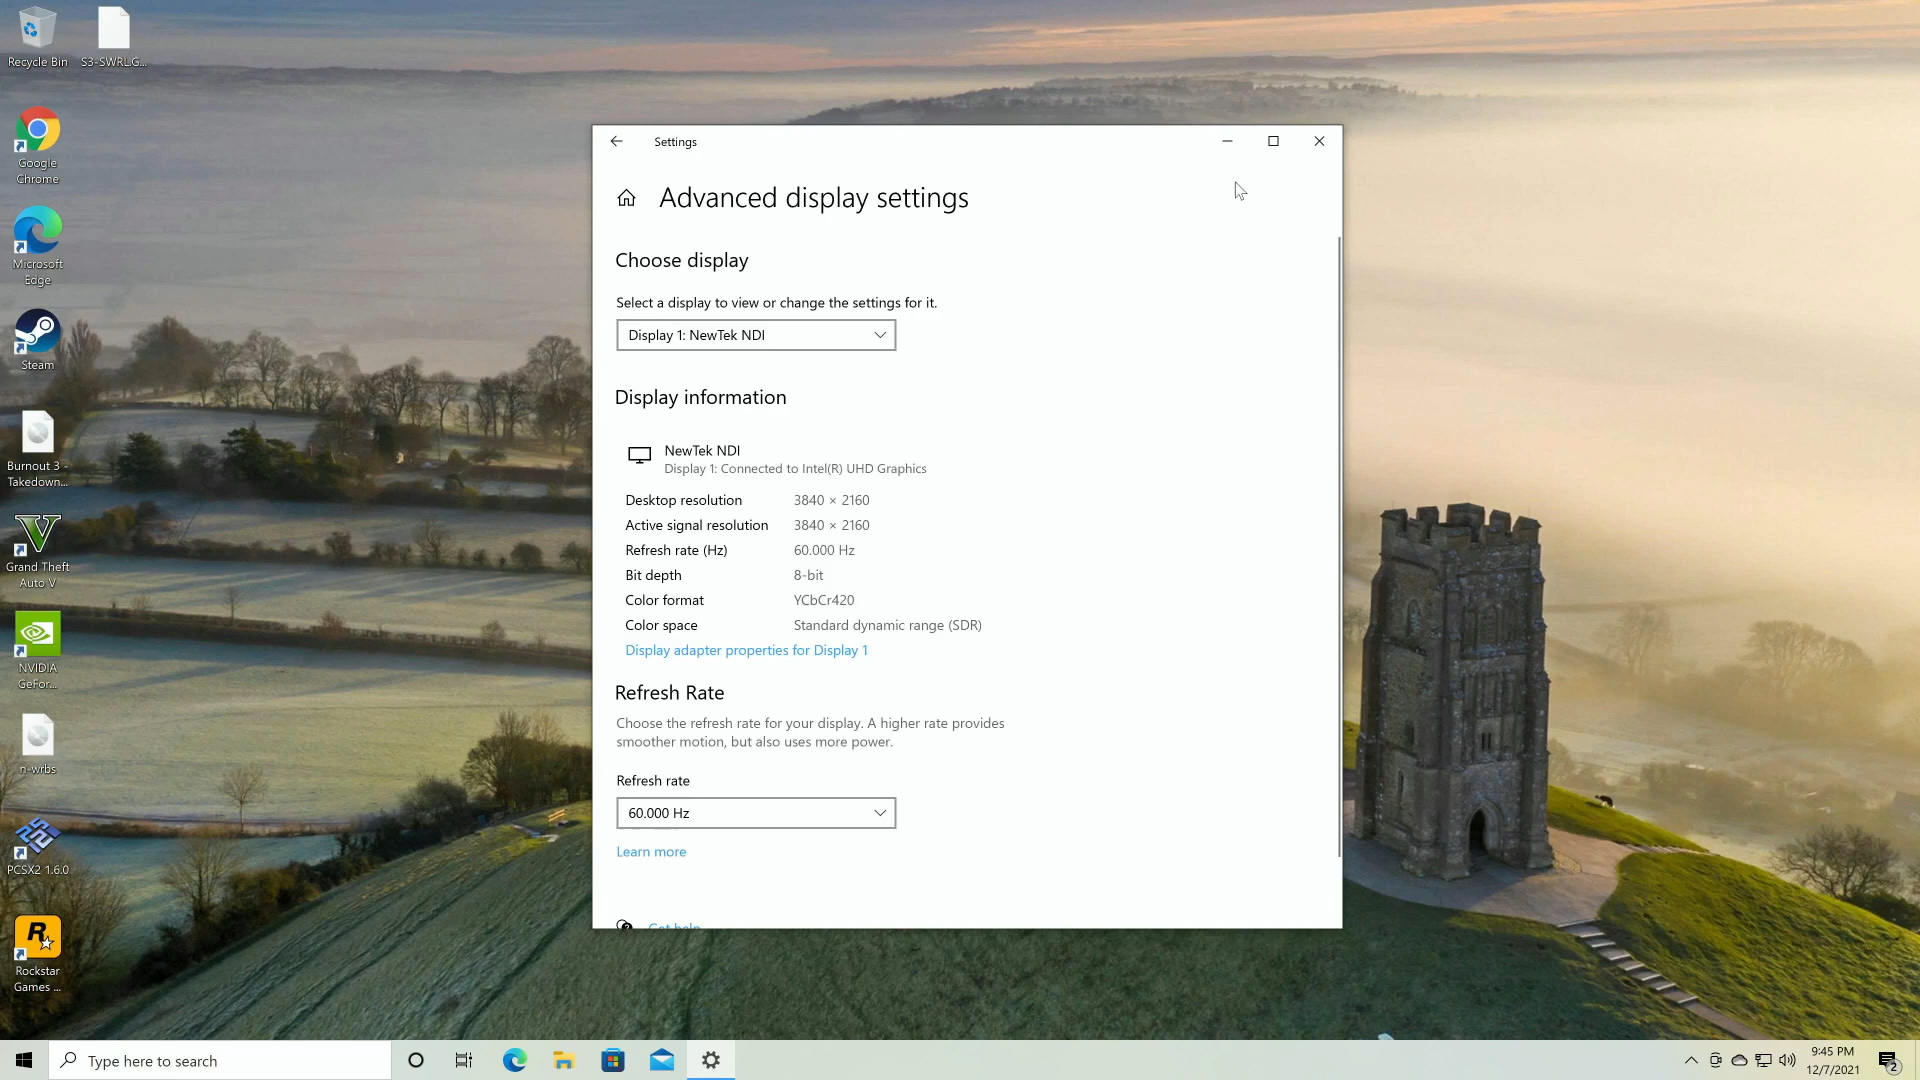 Recycle Bin
S3-SWRL.G...
Google
Chrome
Microsoft
Edge
Steam
Burnout 3 -
Takedown...
Grand Theft
Auto V
NVIDIA
GeFor...
n-wrbs
PCSX2 1.6.0
Rockstar
Games ...
Settings
Advanced display settings
Choose display
Select a display to view or change the settings for it.
Display 1: NewTek NDI
Display information
NewTek NDI
Display 1: Connected to Intel(R) UHD Graphics
Desktop resolution 3840 × 2160
Active signal resolution 3840 × 2160
Refresh rate (Hz) 60.000 Hz
Bit depth 8-bit
Color format YCbCr420
Color space Standard dynamic range (SDR)
Display adapter properties for Display 1
Refresh Rate
Choose the refresh rate for your display. A higher rate provides
smoother motion, but also uses more power.
Refresh rate
60.000 Hz
Learn more
Get help
Type here to search
9:45 PM
12/7/2021
2